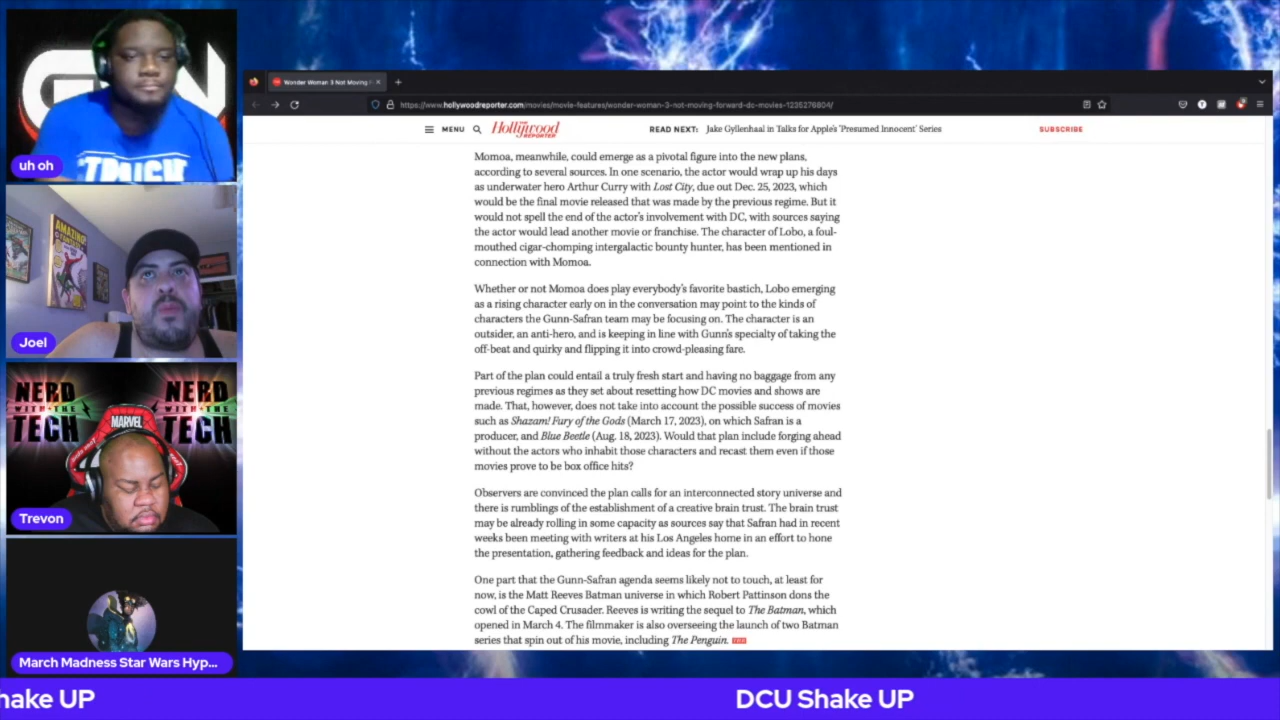 uh oh
Joel
AMAZING
NERD NERD
WITH·THE WITH·THE
TECH TECH
MARVEL
Trevon
March Madness Star Wars Hyp...
Wonder Woman 3 Not Moving
https://www.hollywoodreporter.com/movies/movie-features/wonder-woman-3-not-moving-forward-dc-movies-1235276804/
MENU
Hollywood
REPORTER
READ NEXT: Jake Gyllenhaal in Talks for Apple's 'Presumed Innocent' Series
SUBSCRIBE
Momoa, meanwhile, could emerge as a pivotal figure into the new plans,
according to several sources. In one scenario, the actor would wrap up his days
as underwater hero Arthur Curry with Lost City, due out Dec. 25, 2023, which
would be the final movie released that was made by the previous regime. But it
would not spell the end of the actor's involvement with DC, with sources saying
the actor would lead another movie or franchise. The character of Lobo, a foul-
mouthed cigar-chomping intergalactic bounty hunter, has been mentioned in
connection with Momoa.
Whether or not Momoa does play everybody's favorite bastich, Lobo emerging
as a rising character early on in the conversation may point to the kinds of
characters the Gunn-Safran team may be focusing on. The character is an
outsider, an anti-hero, and is keeping in line with Gunn's specialty of taking the
off-beat and quirky and flipping it into crowd-pleasing fare.
Part of the plan could entail a truly fresh start and having no baggage from any
previous regimes as they set about resetting how DC movies and shows are
made. That, however, does not take into account the possible success of movies
such as Shazam! Fury of the Gods (March 17, 2023), on which Safran is a
producer, and Blue Beetle (Aug. 18, 2023). Would that plan include forging ahead
without the actors who inhabit those characters and recast them even if those
movies prove to be box office hits?
Observers are convinced the plan calls for an interconnected story universe and
there is rumblings of the establishment of a creative brain trust. The brain trust
may be already rolling in some capacity as sources say that Safran had in recent
weeks been meeting with writers at his Los Angeles home in an effort to hone
the presentation, gathering feedback and ideas for the plan.
One part that the Gunn-Safran agenda seems likely not to touch, at least for
now, is the Matt Reeves Batman universe in which Robert Pattinson dons the
cowl of the Caped Crusader. Reeves is writing the sequel to The Batman, which
opened in March 4. The filmmaker is also overseeing the launch of two Batman
series that spin out of his movie, including The Penguin. THR
hake UP
DCU Shake UP